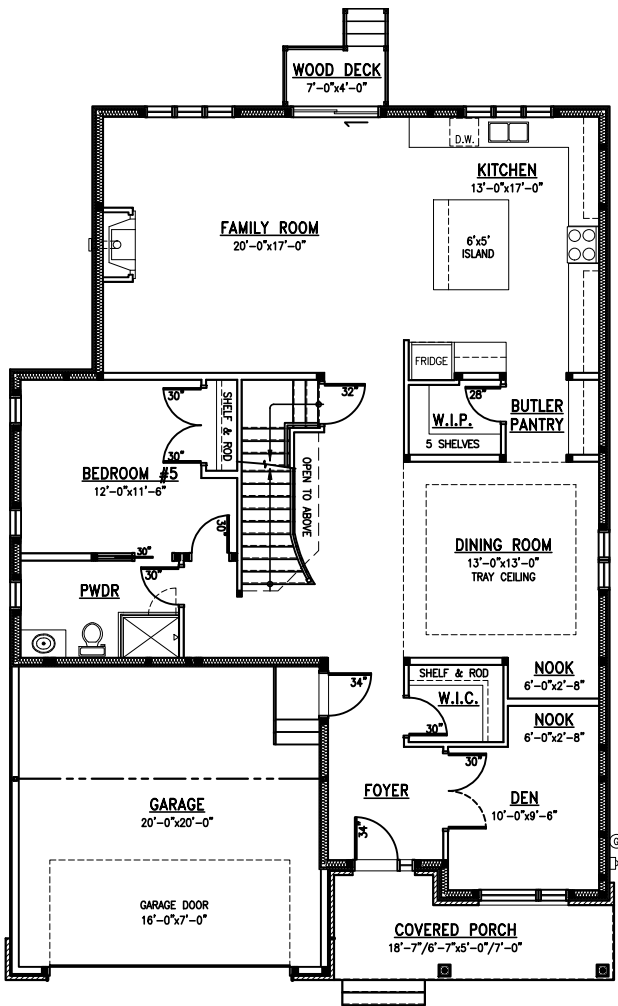 WOOD DECK
7'-0"x4'-0"
D.W.
KITCHEN
13'-0"x17'-0"
FAMILY ROOM
20'-0"x17'-0"
6'x5'
ISLAND
FRIDGE
30"
SHELF & ROD
32"
28"
W.I.P.
5 SHELVES
BUTLER
PANTRY
30"
BEDROOM #5
12'-0"x11'-6"
OPEN TO ABOVE
30"
30"
DINING ROOM
13'-0"x13'-0"
TRAY CEILING
30"
PWDR
SHELF & ROD
NOOK
6'-0"x2'-8"
34"
W.I.C.
30"
NOOK
6'-0"x2'-8"
30"
FOYER
DEN
10'-0"x9'-6"
GARAGE
20'-0"x20'-0"
34"
G
GARAGE DOOR
16'-0"x7'-0"
COVERED PORCH
18'-7"/6'-7"x5'-0"/7'-0"